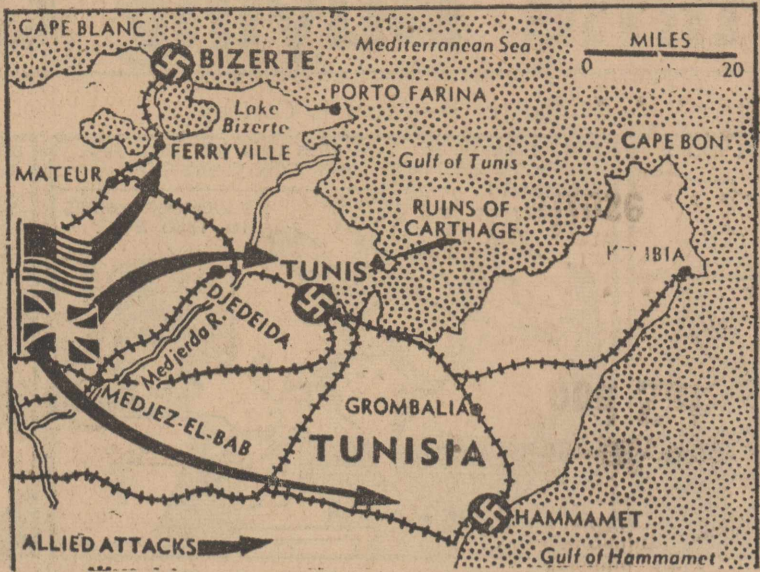 CAPE BLANC
BIZERTE
Mediterranean Sea
MILES
0 20
Lake
Bizerte
PORTO FARINA
FERRYVILLE
Gulf of Tunis
CAPE BON
MATEUR
RUINS OF
CARTHAGE
TUNIS
DJEDEIDA
Medjerda R.
MEDJEZ-EL-BAB
GROMBALIA
TUNISIA
HAMMAMET
ALLIED ATTACKS
Gulf of Hammamet